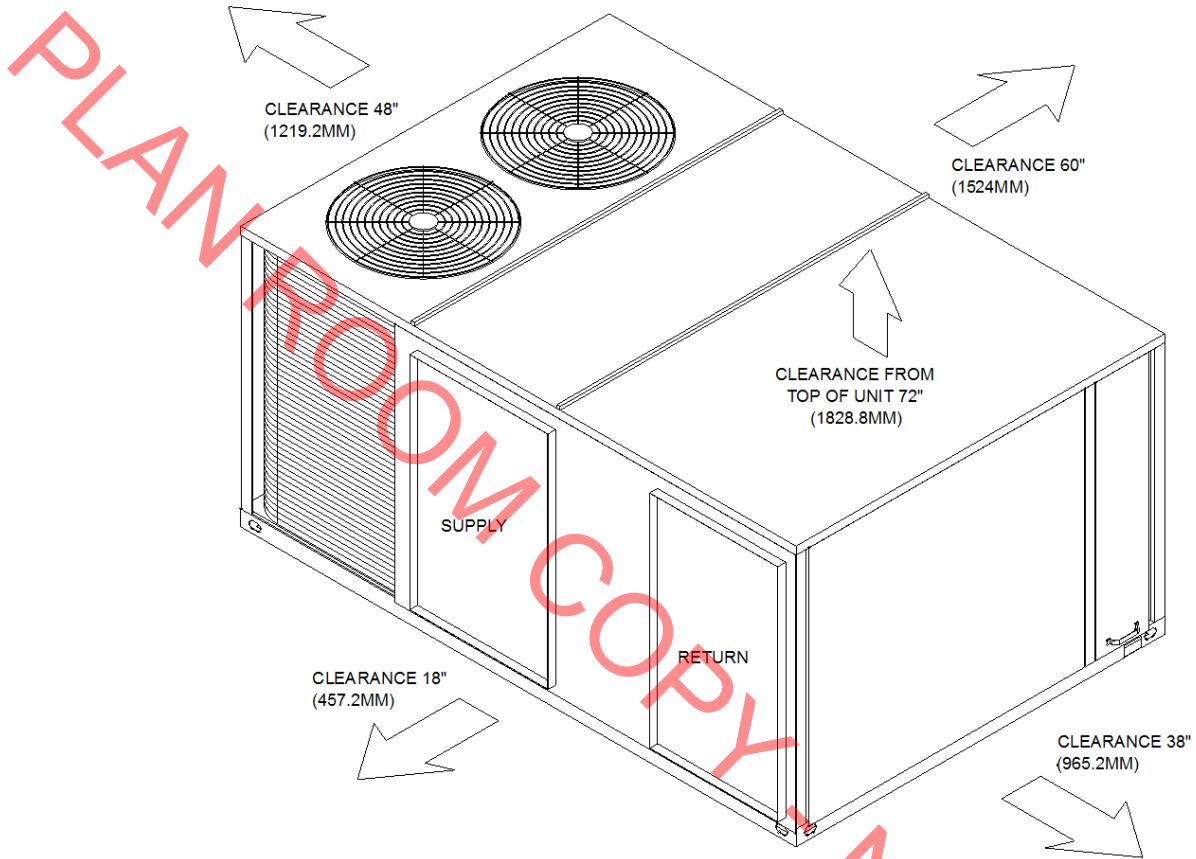 CLEARANCE 48"
(1219.2MM)
CLEARANCE 60"
(1524MM)
CLEARANCE FROM
TOP OF UNIT 72"
(1828.8MM)
SUPPLY
RETURN
CLEARANCE 18"
(457.2MM)
CLEARANCE 38"
(965.2MM)
PLAN ROOM COPY -